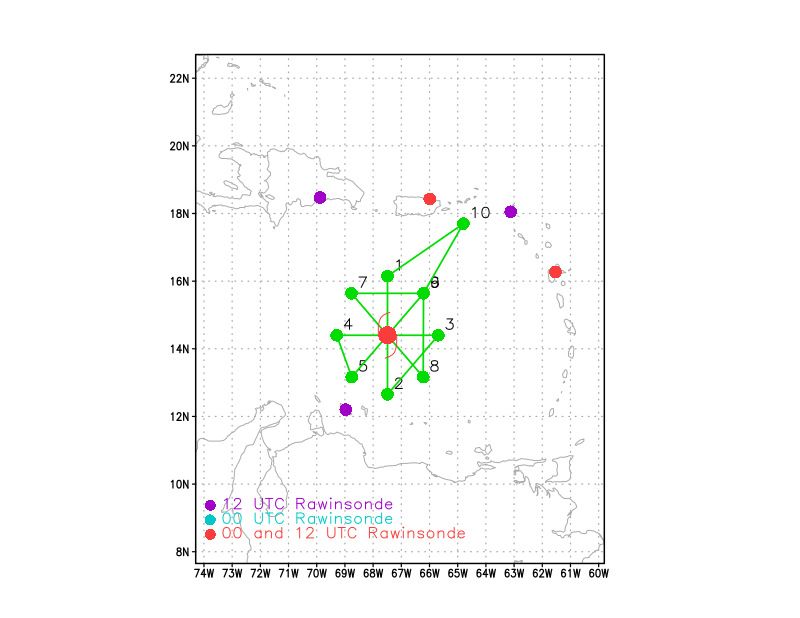 22N
20N
18N
10
16N
1
7
6
9
14N
4
3
5
8
2
12N
10N
12 UTC Rawinsonde
00 UTC Rawinsonde
00 and 12 UTC Rawinsonde
8N
74W 73W 72W 71W 70W 69W 68W 67W 66W 65W 64W 63W 62W 61W 60W